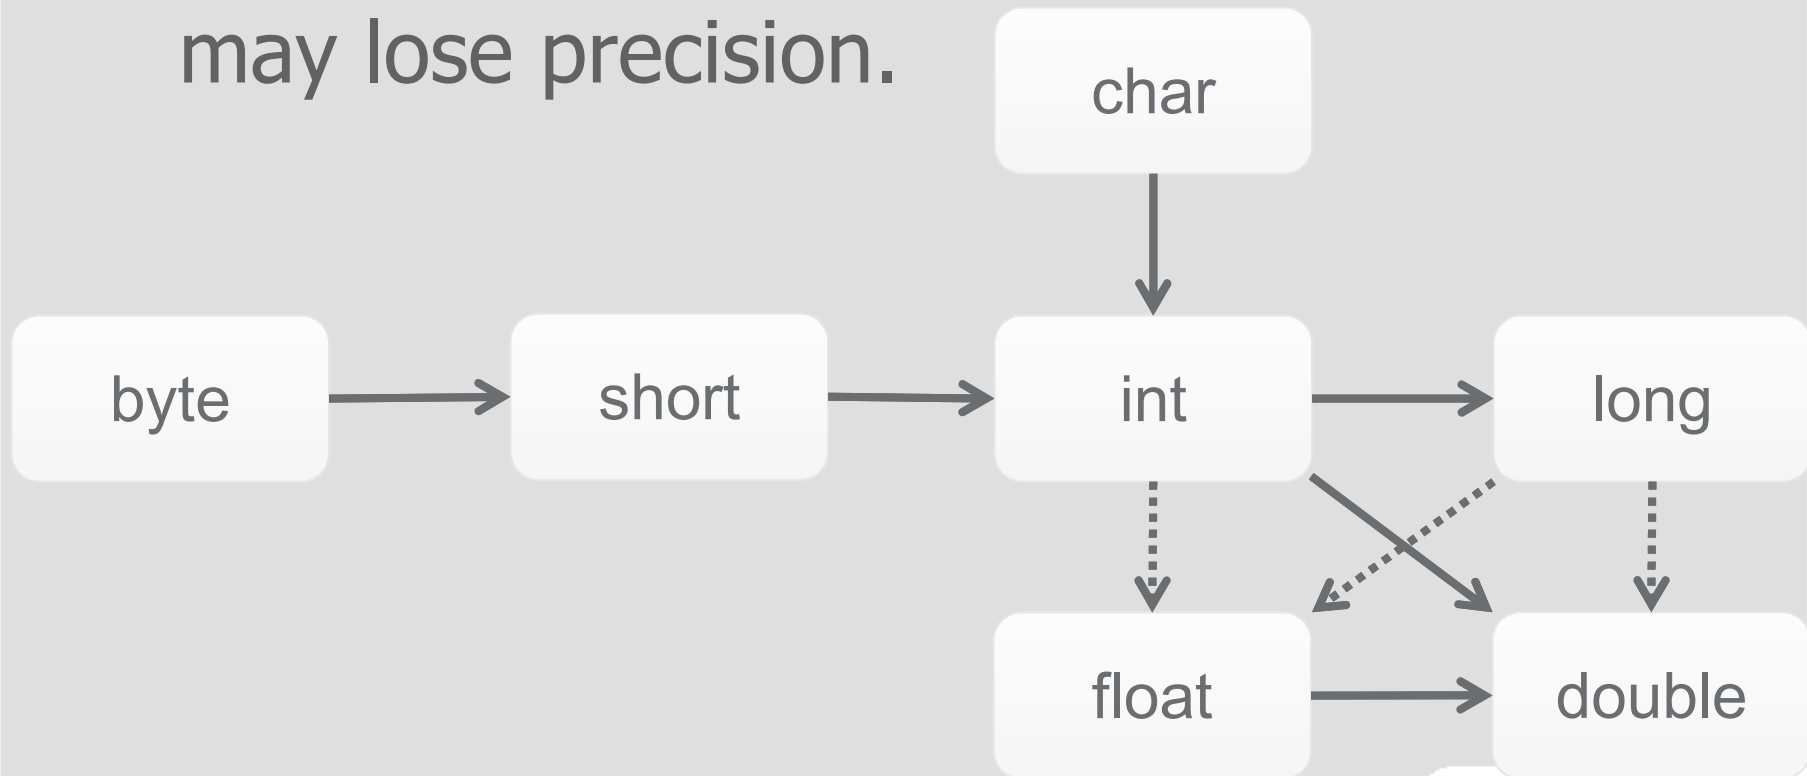 may lose precision.
char
byte
short
int
long
float
double